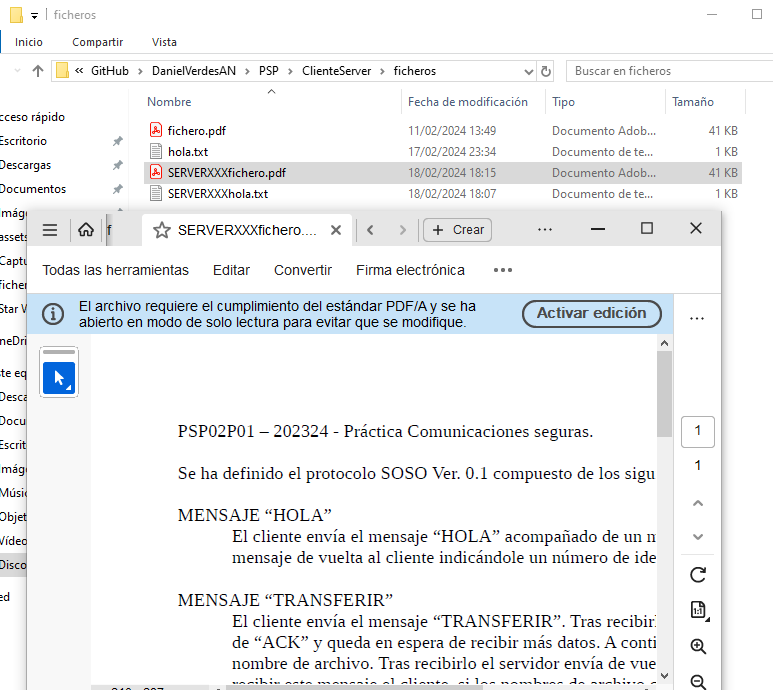 ficheros
Inicio Compartir Vista
« GitHub > DanielVerdesAN > PSP > ClienteServer > ficheros
Buscar en ficheros
Nombre Fecha de modificación Tipo Tamaño
cceso rápido
fichero.pdf 11/02/2024 13:49 Documento Adob... 41 KB
Escritorio
hola.txt 17/02/2024 23:34 Documento de te... 1 KB
Descargas
SERVERXXXfichero.pdf 18/02/2024 18:15 Documento Adob... 41 KB
Documentos
SERVERXXXhola.txt 18/02/2024 18:07 Documento de te... 1 KB
Imág
assets
Captu
ficher
Star W
neDri
ste eq
Desca
Docu
Escrit
Imág
Músic
Objet
Vídeo
Disco
ed
f
SERVERXXXfichero....
+ Crear
...
Todas las herramientas Editar Convertir Firma electrónica
El archivo requiere el cumplimiento del estándar PDF/A y se ha
abierto en modo de solo lectura para evitar que se modifique.
Activar edición
PSP02P01 – 202324 - Práctica Comunicaciones seguras.
Se ha definido el protocolo SOSO Ver. 0.1 compuesto de los sigu
MENSAJE “HOLA”
El cliente envía el mensaje “HOLA” acompañado de un n
mensaje de vuelta al cliente indicándole un número de ide
MENSAJE “TRANSFERIR”
El cliente envía el mensaje “TRANSFERIR”. Tras recibir
de “ACK” y queda en espera de recibir más datos. A conti
nombre de archivo. Tras recibirlo el servidor envía de vue
recibir este mensaje el cliente, si los nombres de archivo
1
1
1:1